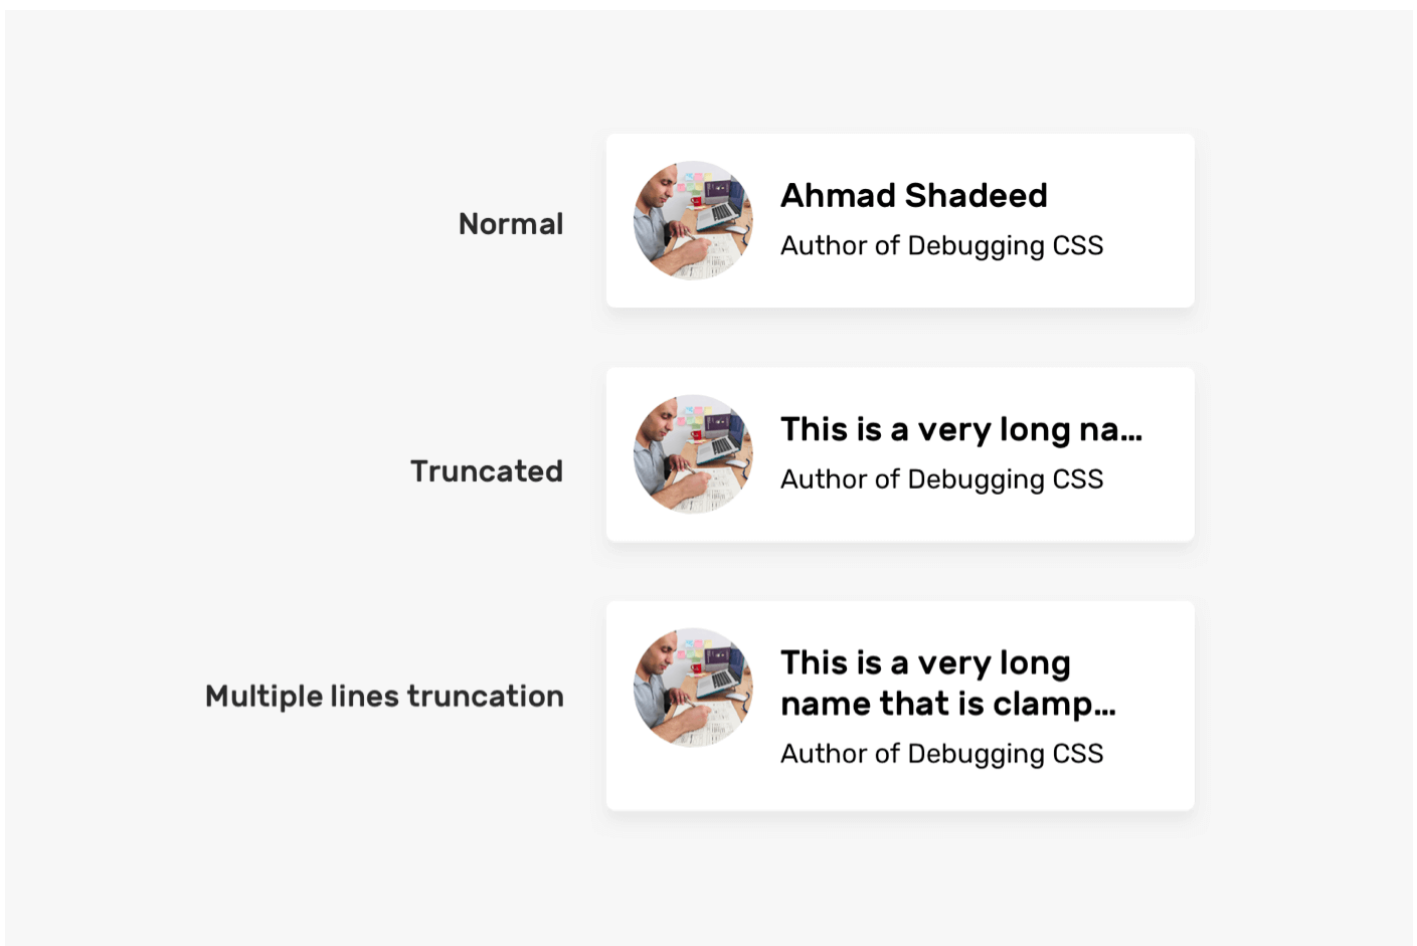 Normal
Ahmad Shadeed
Author of Debugging CSS
Truncated
This is a very long na...
Author of Debugging CSS
Multiple lines truncation
This is a very long
name that is clamp...
Author of Debugging CSS